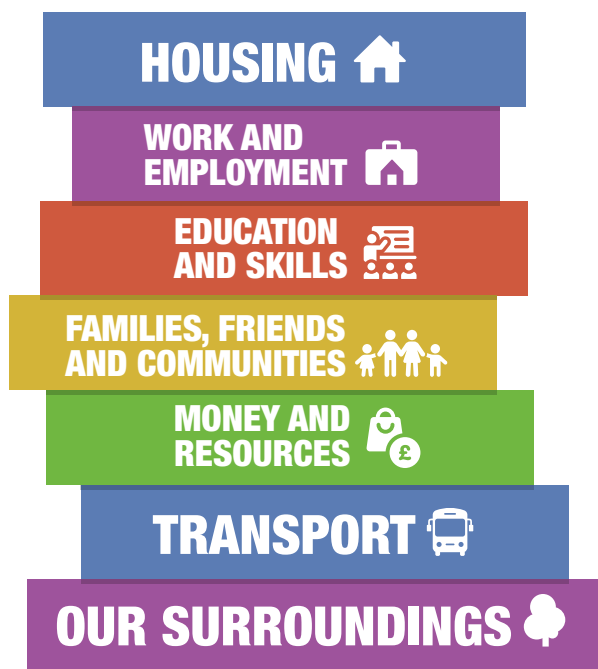 HOUSING
WORK AND
EMPLOYMENT
EDUCATION
AND SKILLS
FAMILIES, FRIENDS
AND COMMUNITIES
MONEY AND
RESOURCES
£
TRANSPORT
OUR SURROUNDINGS